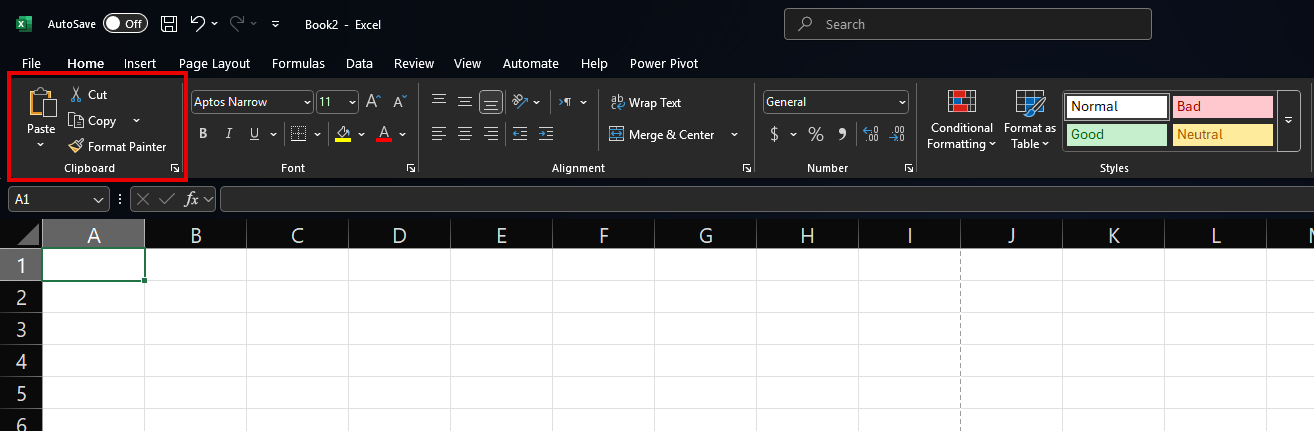 AutoSave Off Book2 - Excel Search
File Home Insert Page Layout Formulas Data Review View Automate Help Power Pivot
Cut
Copy
Format Painter
Paste
Clipboard
Aptos Narrow 11 A A
B I U A
Font
ab Wrap Text
Merge & Center
Alignment
General
$ % 9 .00 .00
Number
Conditional Formatting
Format as Table
Normal Bad
Good Neutral
Styles
A1 fx
A B C D E F G H I J K L
1
2
3
4
5
6